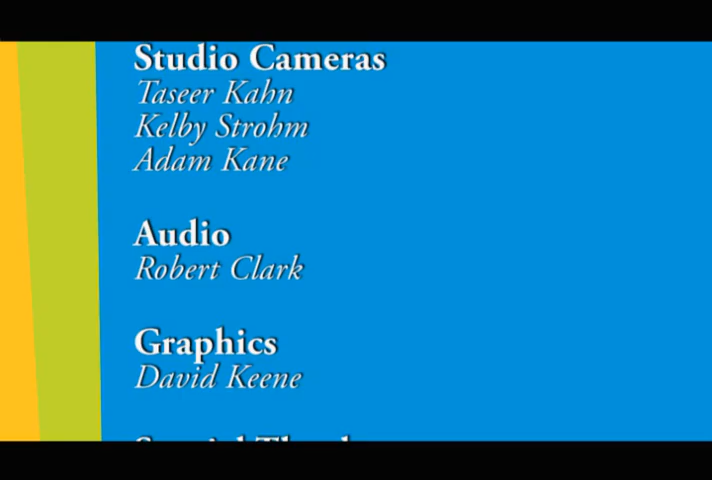 Studio Cameras
Taseer Kahn
Kelby Strohm
Adam Kane
Audio
Robert Clark
Graphics
David Keene